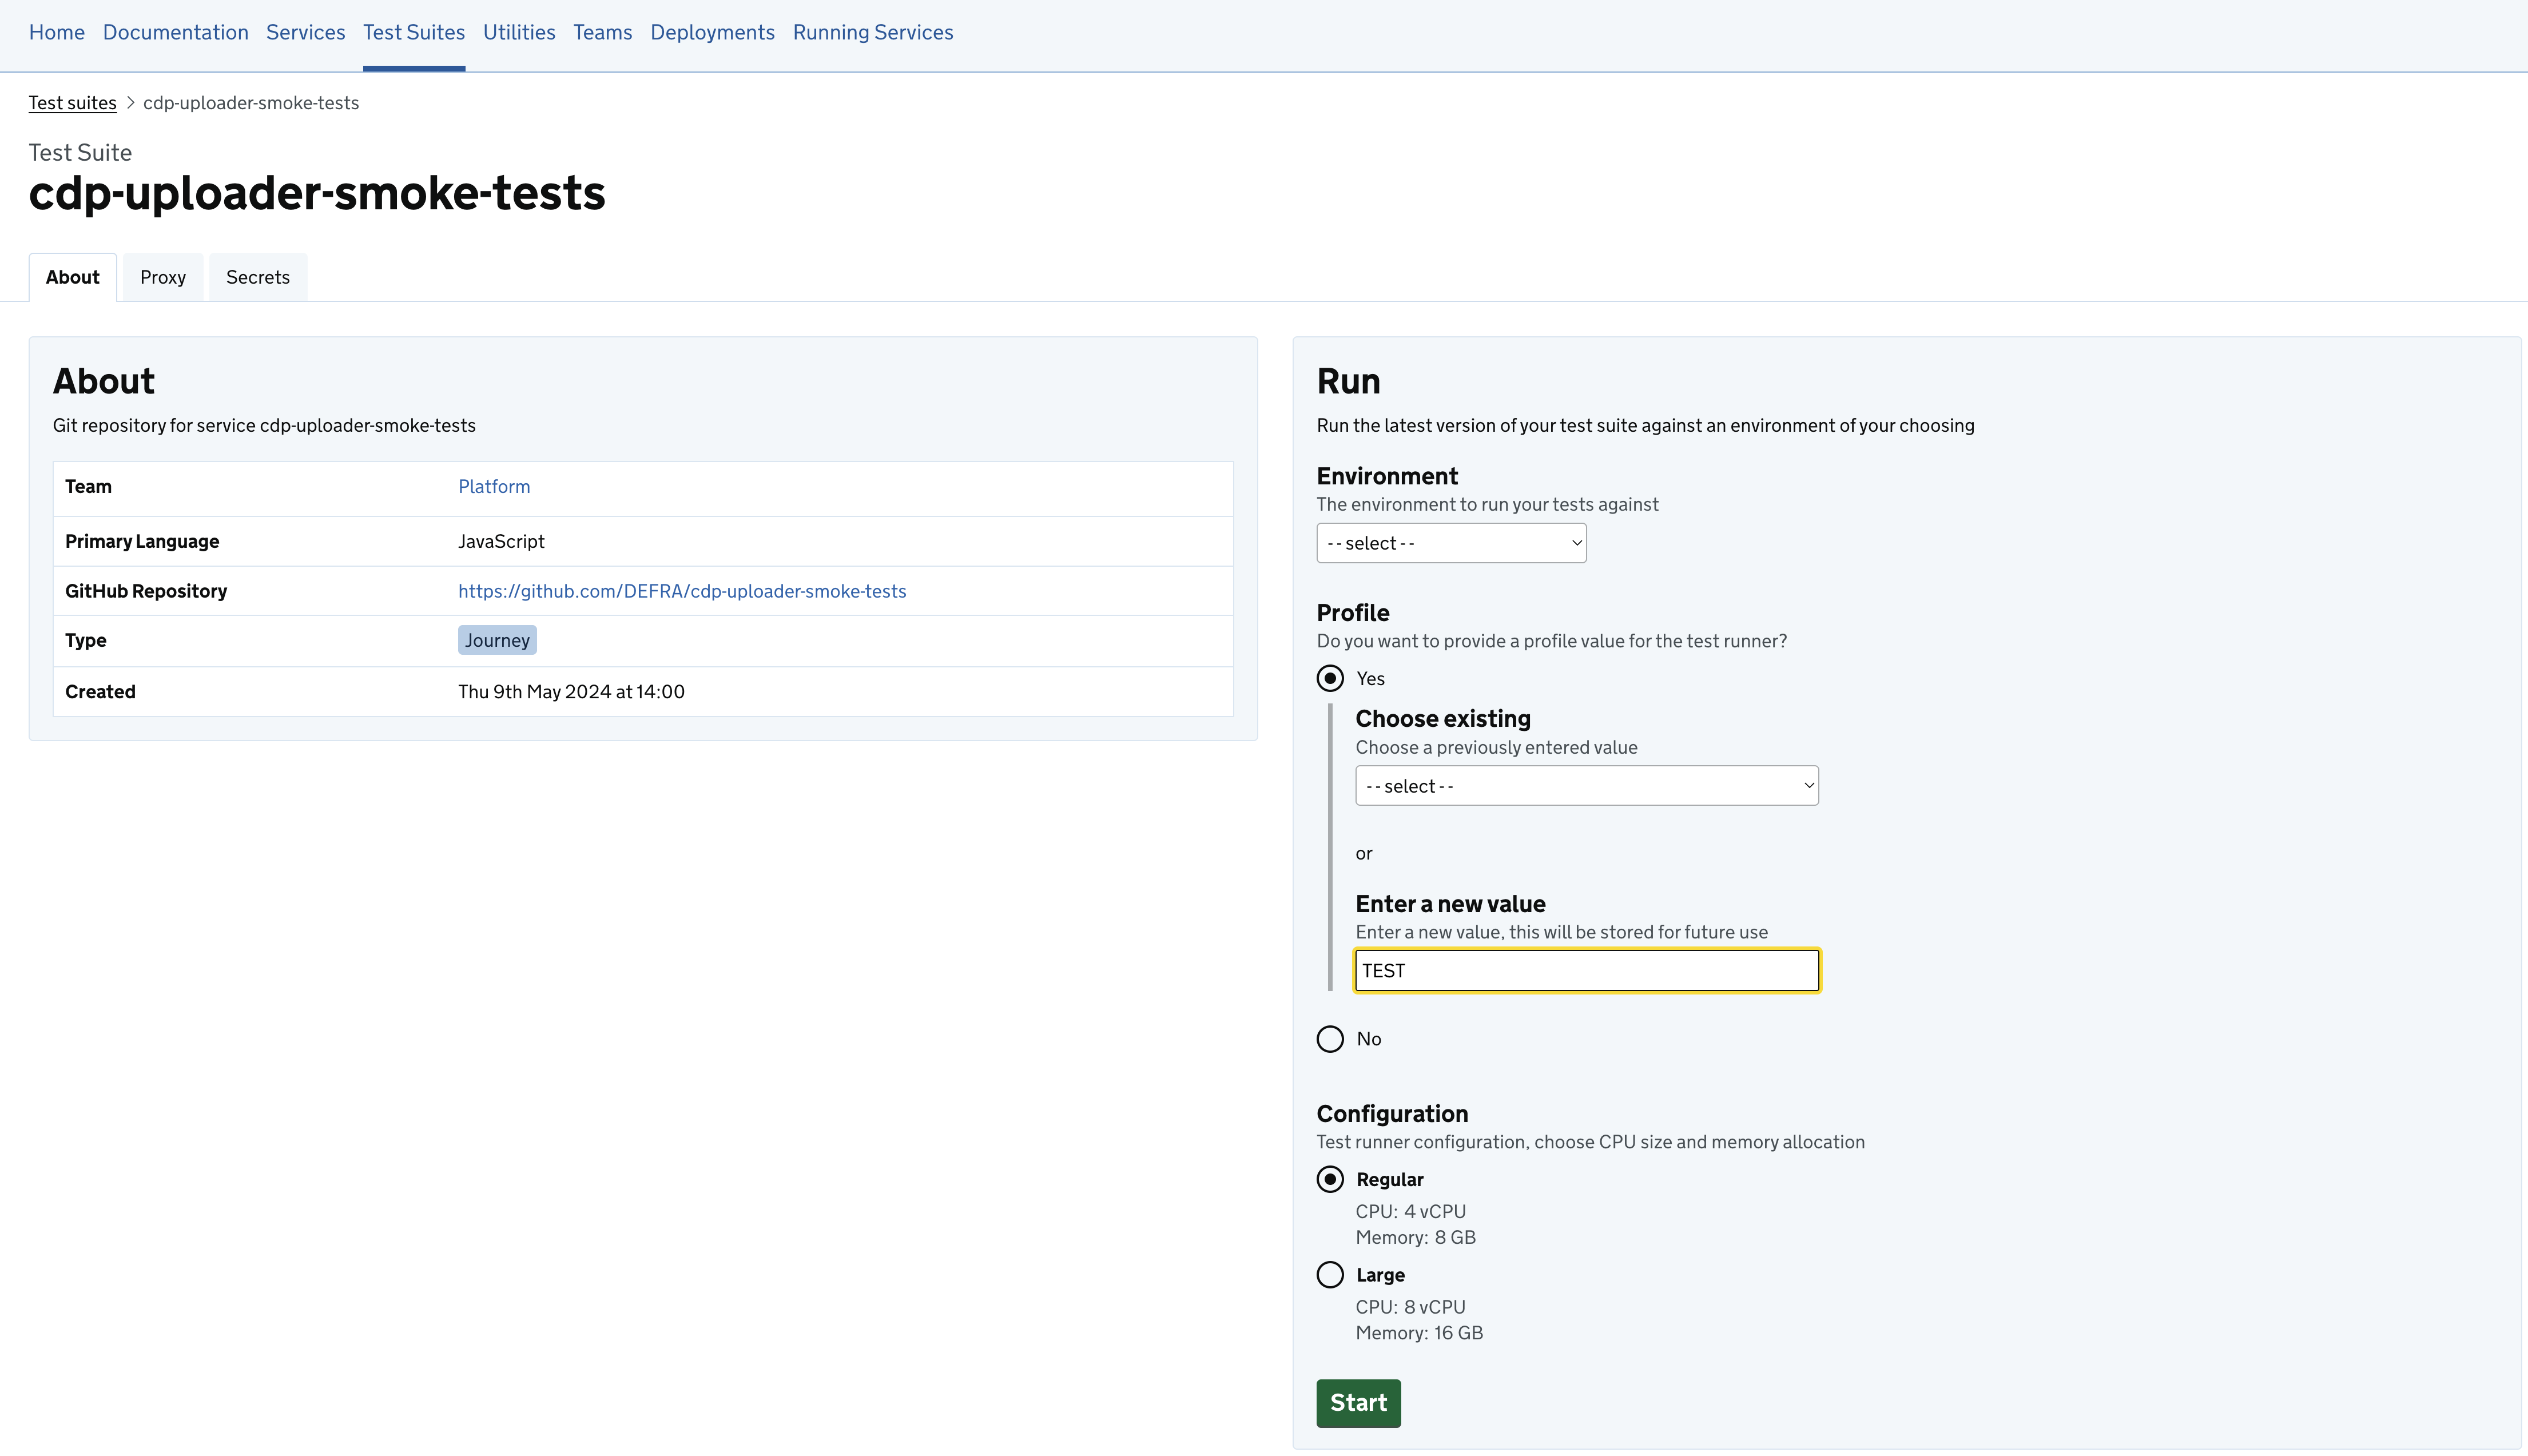 Home Documentation Services Test Suites Utilities Teams Deployments Running Services
Test suites > cdp-uploader-smoke-tests
Test Suite
cdp-uploader-smoke-tests
About Proxy Secrets
About
Git repository for service cdp-uploader-smoke-tests
Team Platform
Primary Language JavaScript
GitHub Repository https://github.com/DEFRA/cdp-uploader-smoke-tests
Type Journey
Created Thu 9th May 2024 at 14:00
Run
Run the latest version of your test suite against an environment of your choosing
Environment
The environment to run your tests against
- - select - -
Profile
Do you want to provide a profile value for the test runner?
Yes
Choose existing
Choose a previously entered value
- - select - -
or
Enter a new value
Enter a new value, this will be stored for future use
TEST
No
Configuration
Test runner configuration, choose CPU size and memory allocation
Regular
CPU: 4 vCPU
Memory: 8 GB
Large
CPU: 8 vCPU
Memory: 16 GB
Start